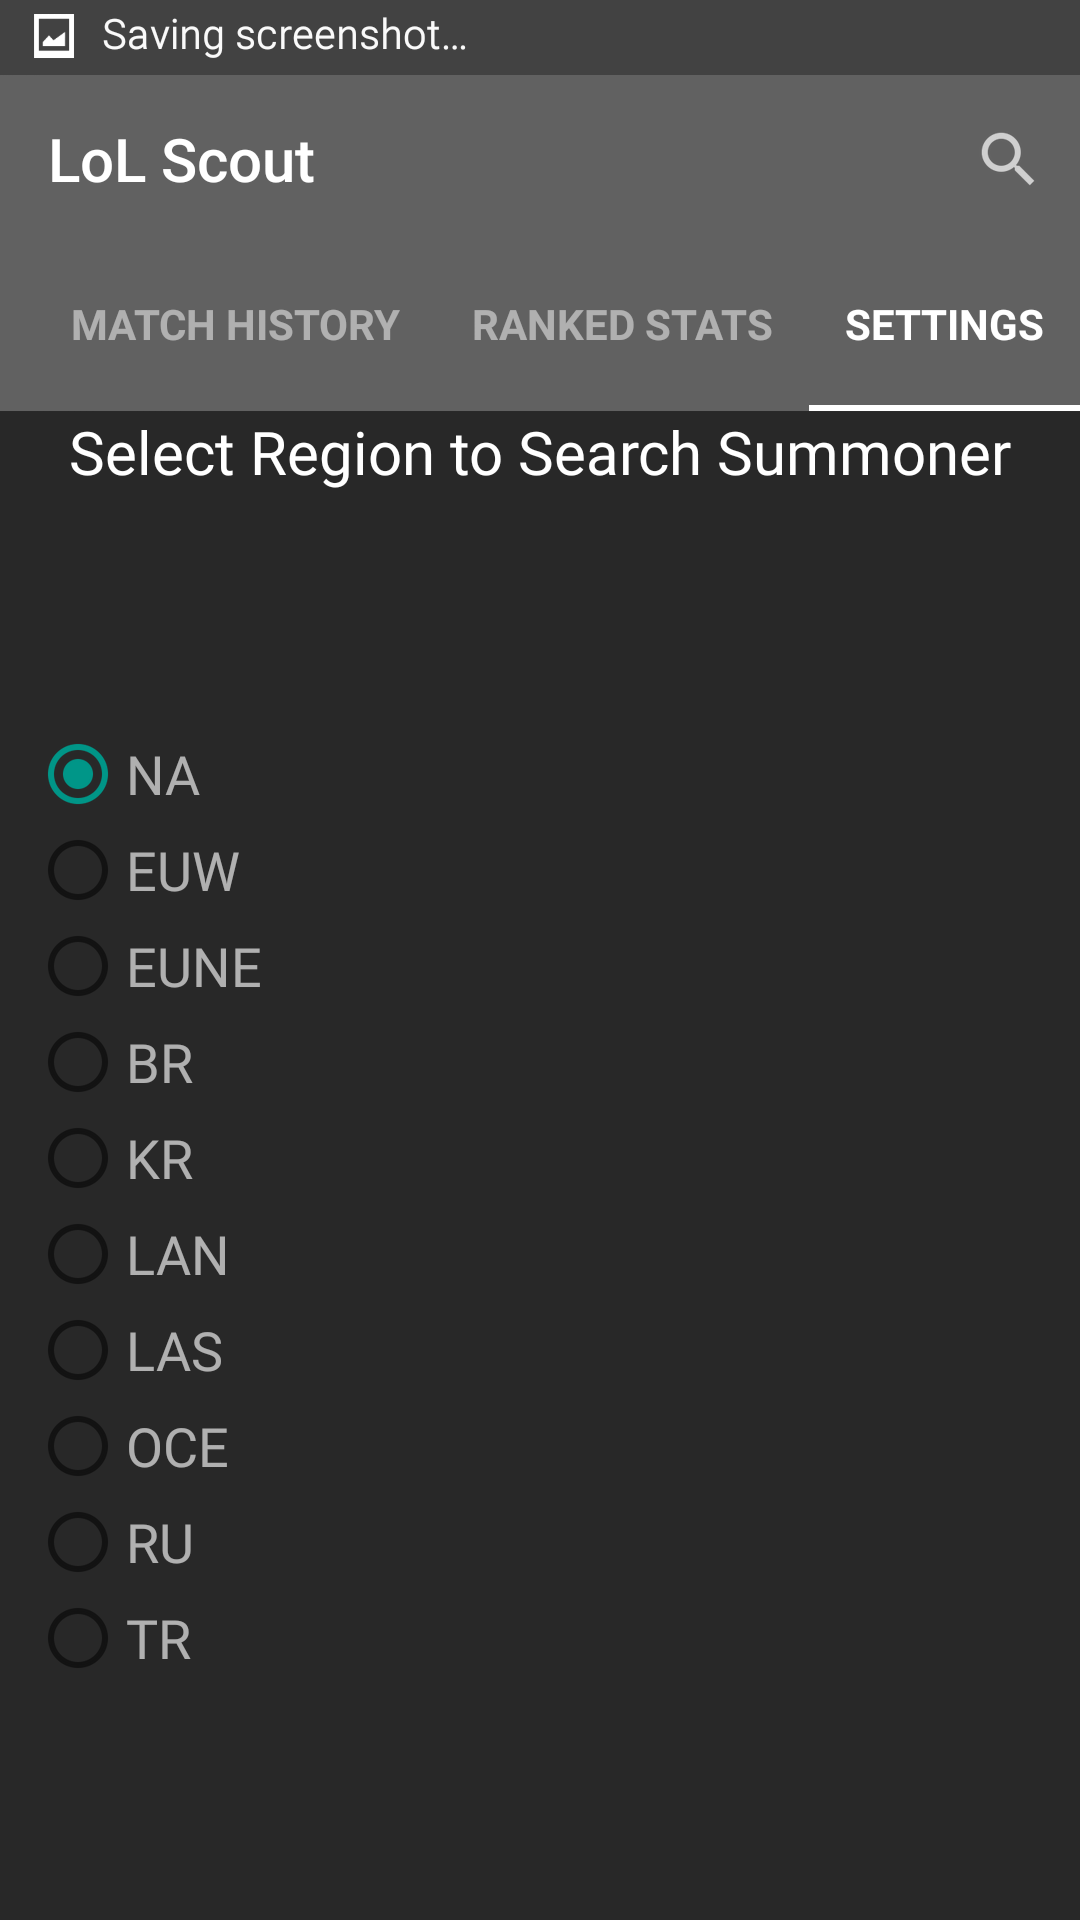 Saving screenshot...
LoL Scout
MATCH HISTORY RANKED STATS SETTINGS
Select Region to Search Summoner
NA
EUW
EUNE
BR
KR
LAN
LAS
OCE
RU
TR